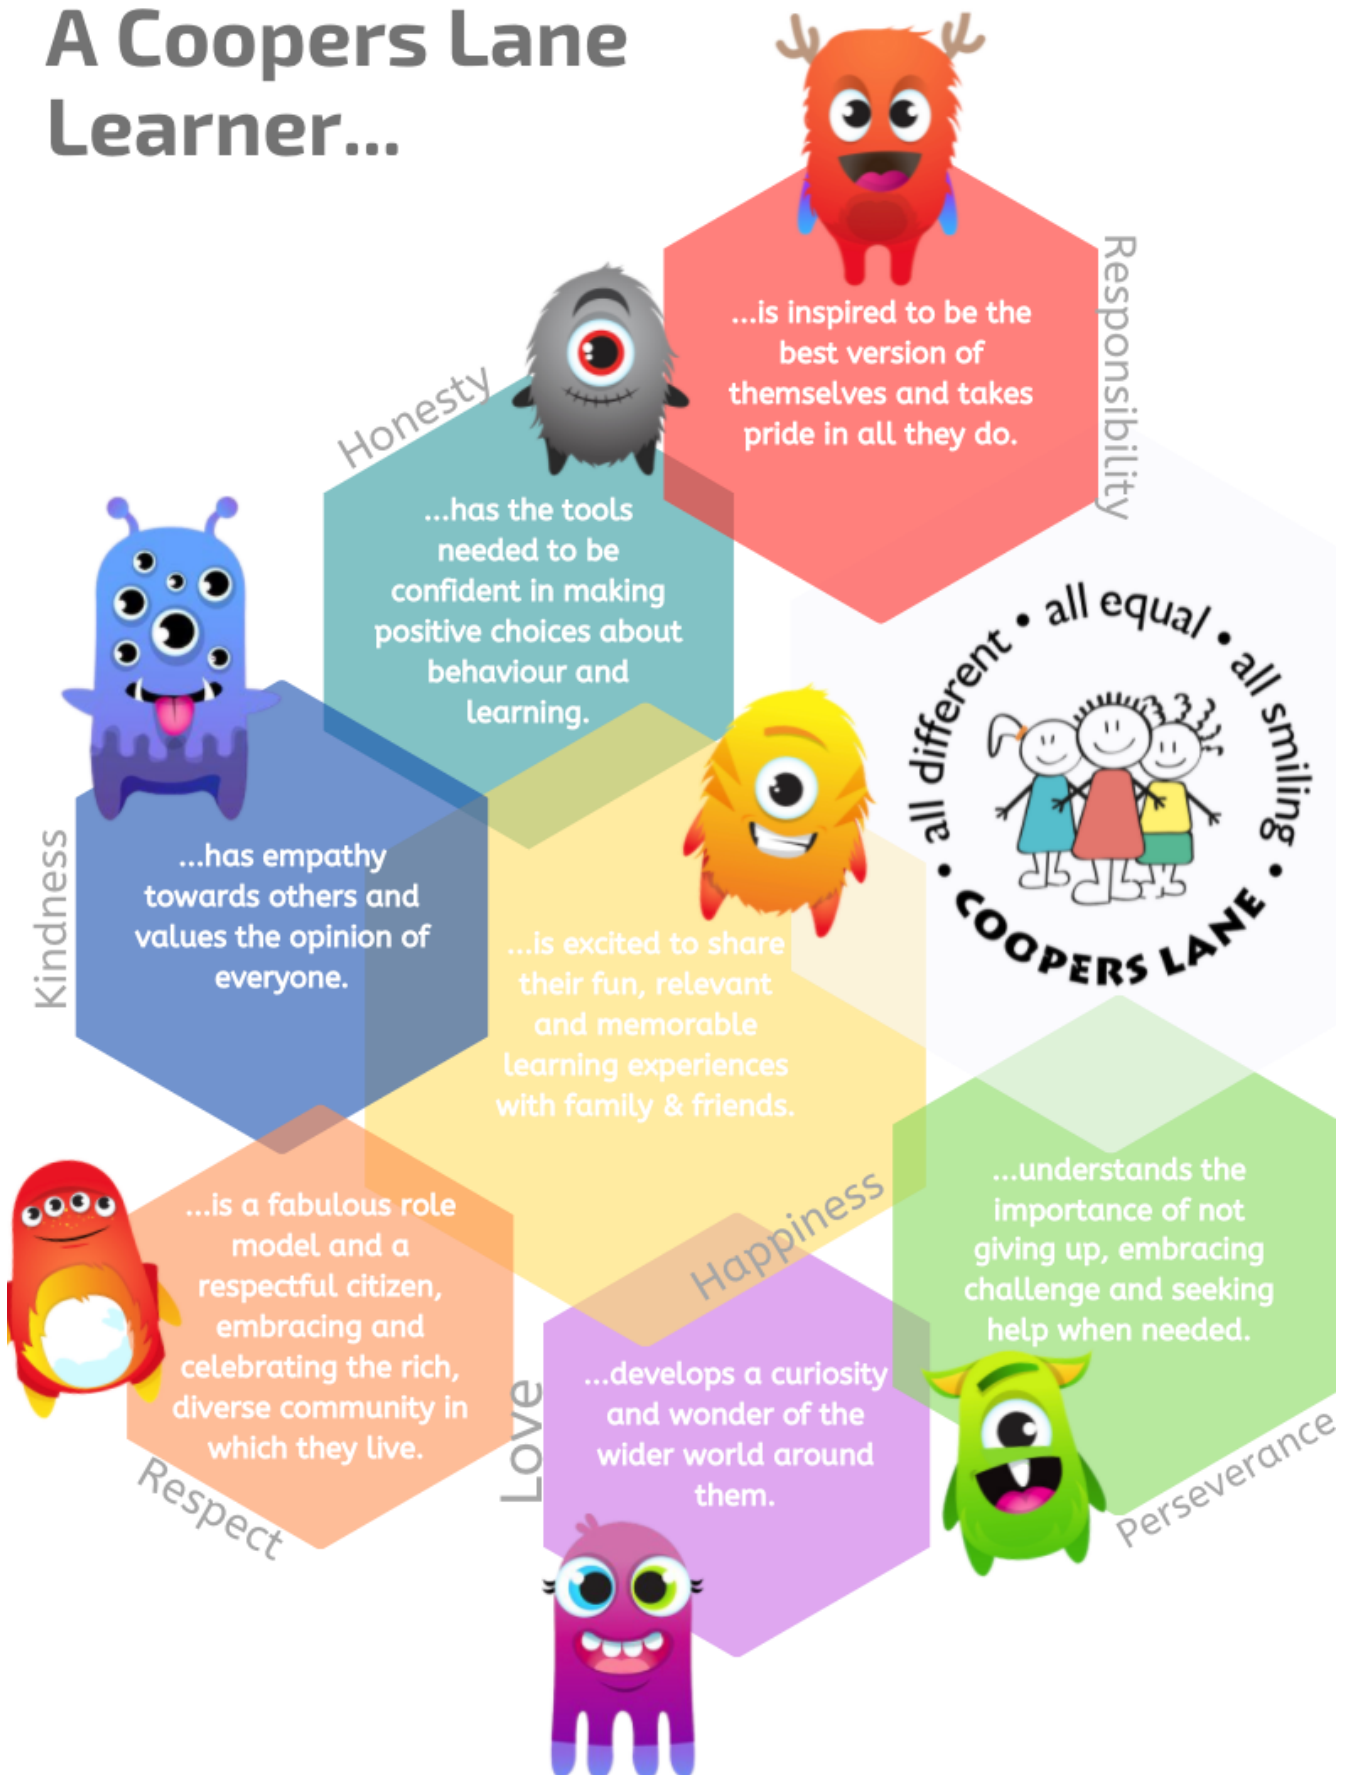 A Coopers Lane
Learner...
Responsibility
...is inspired to be the
best version of
themselves and takes
pride in all they do.
Honesty
...has the tools
needed to be
confident in making
positive choices about
behaviour and
learning.
• all different • all equal • all smiling •
COOPERS LANE
Kindness
...has empathy
towards others and
values the opinion of
everyone.
...is excited to share
their fun, relevant
and memorable
learning experiences
with family & friends.
Happiness
...understands the
importance of not
giving up, embracing
challenge and seeking
help when needed.
Perseverance
...is a fabulous role
model and a
respectful citizen,
embracing and
celebrating the rich,
diverse community in
which they live.
Respect
Love
...develops a curiosity
and wonder of the
wider world around
them.